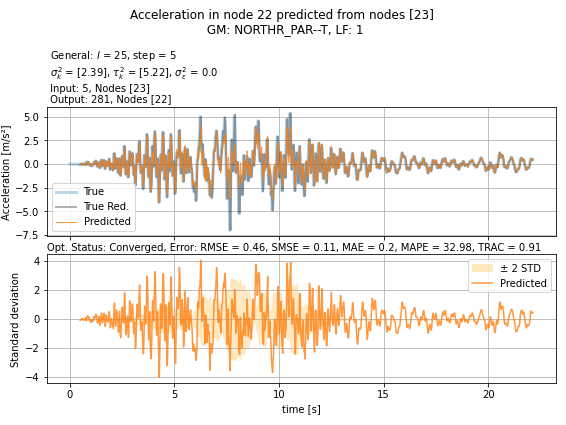 Acceleration in node 22 predicted from nodes [23]
GM: NORTHR_PAR--T, LF: 1
General: l = 25, step = 5
σ²ₖ = [2.39], τ²ₖ = [5.22], σ²ε = 0.0
Input: 5, Nodes [23]
Output: 281, Nodes [22]
Acceleration [m/s²]
5.0
2.5
0.0
−2.5
−5.0
−7.5
True
True Red.
Predicted
Opt. Status: Converged, Error: RMSE = 0.46, SMSE = 0.11, MAE = 0.2, MAPE = 32.98, TRAC = 0.91
Standard deviation
4
2
0
−2
−4
± 2 STD
Predicted
0
5
10
15
20
time [s]